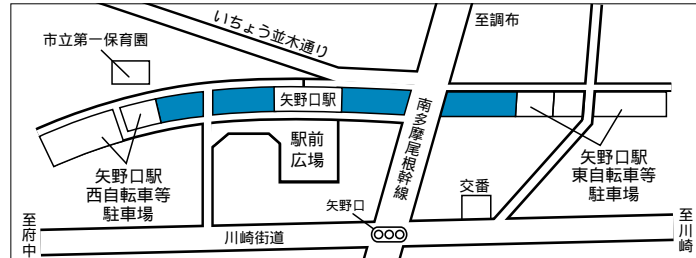 いちょう並木通り
至調布
市立第一保育園
矢野口駅
南多摩尾根幹線
駅前
広場
矢野口駅
西自転車等
駐車場
矢野口駅
東自転車等
駐車場
交番
矢野口
至府中
川崎街道
至川崎